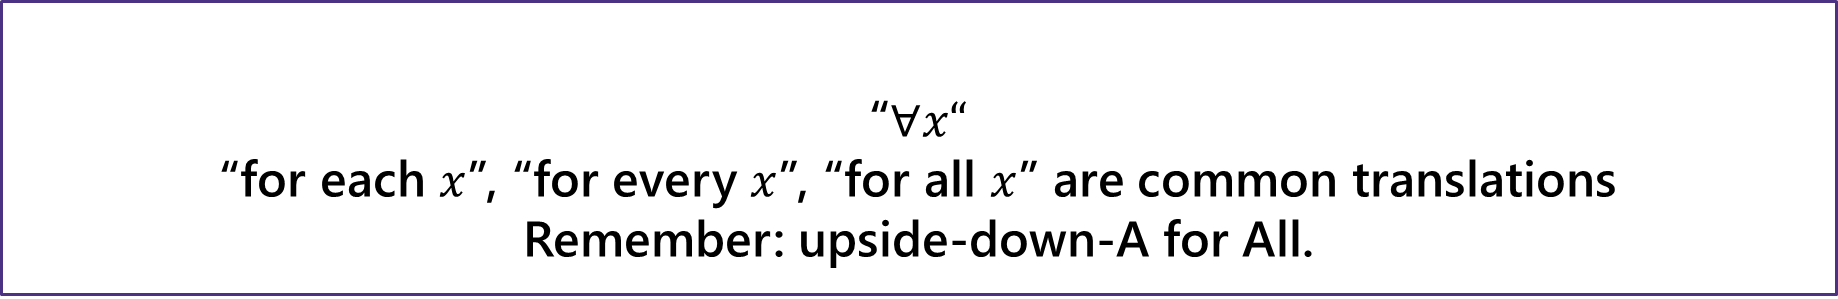 “∀𝑥“
“for each 𝑥”, “for every 𝑥”, “for all 𝑥” are common translations
Remember: upside-down-A for All.